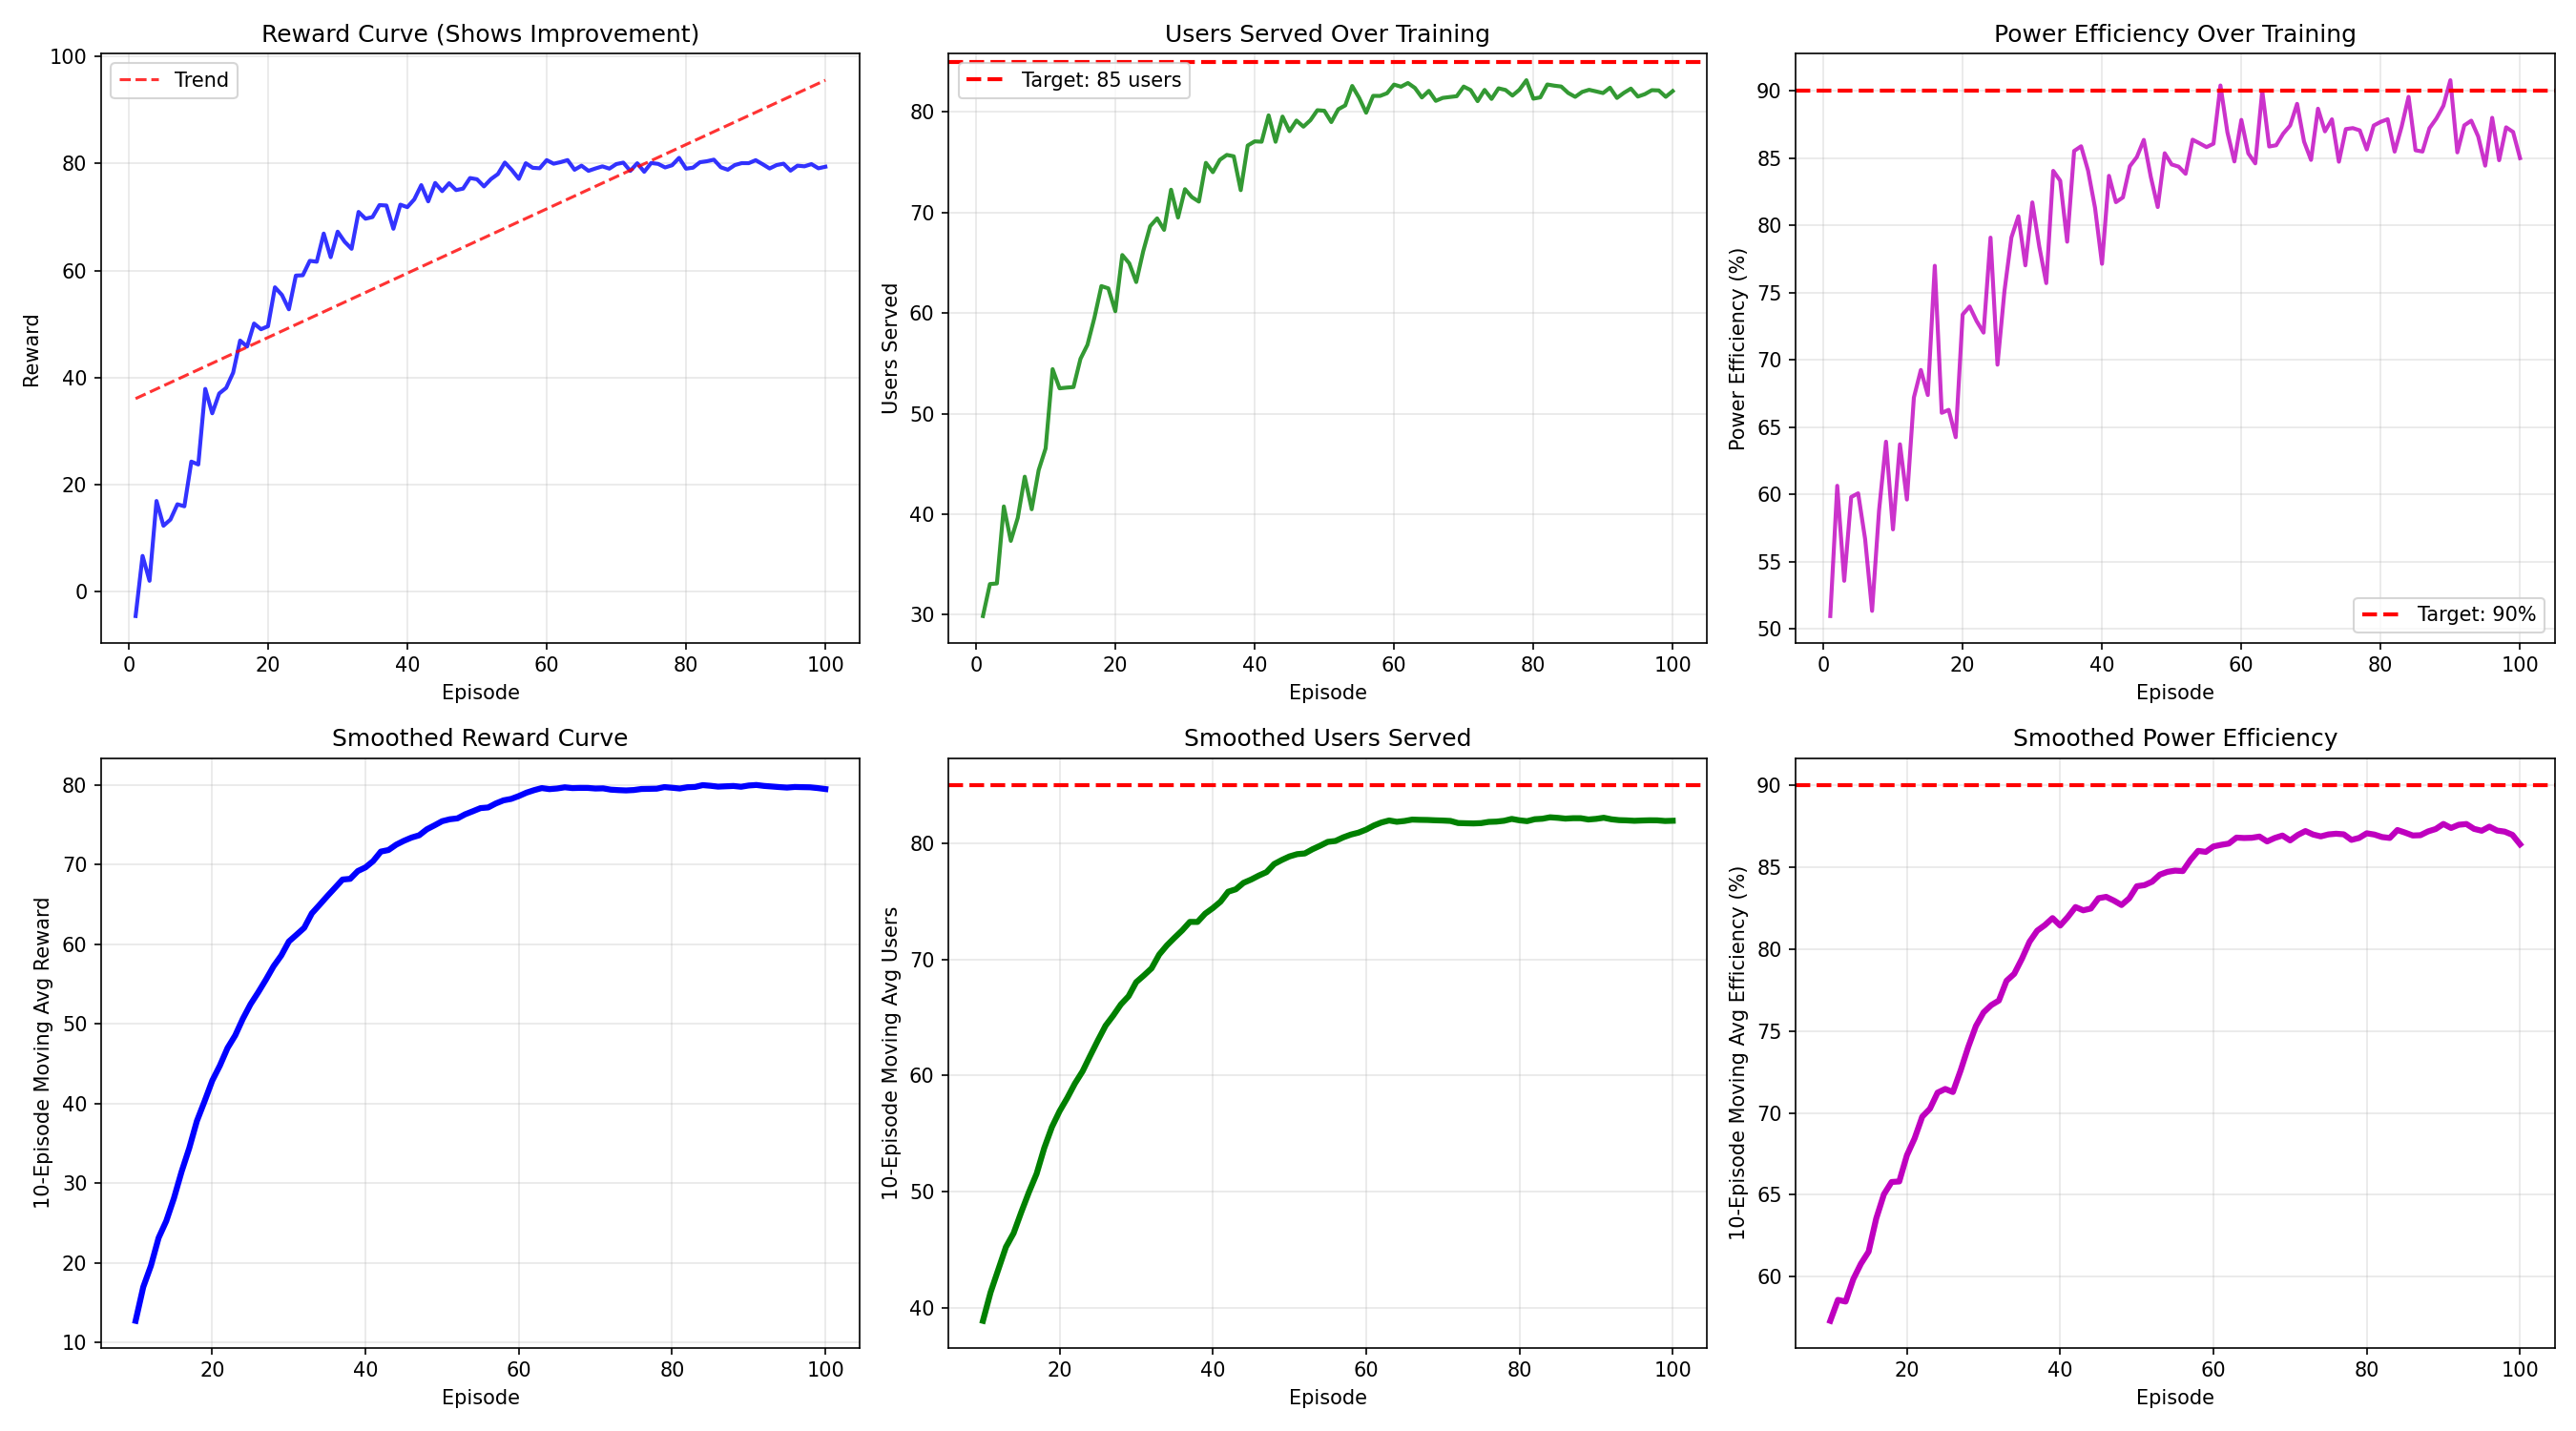 Reward Curve (Shows Improvement)
Reward
100
80
60
40
20
0
Trend
0 20 40 60 80 100
Episode
Users Served Over Training
Users Served
80
70
60
50
40
30
Target: 85 users
0 20 40 60 80 100
Episode
Power Efficiency Over Training
Power Efficiency (%)
90
85
80
75
70
65
60
55
50
Target: 90%
0 20 40 60 80 100
Episode
Smoothed Reward Curve
10-Episode Moving Avg Reward
80
70
60
50
40
30
20
10
20 40 60 80 100
Episode
Smoothed Users Served
10-Episode Moving Avg Users
80
70
60
50
40
20 40 60 80 100
Episode
Smoothed Power Efficiency
10-Episode Moving Avg Efficiency (%)
90
85
80
75
70
65
60
20 40 60 80 100
Episode